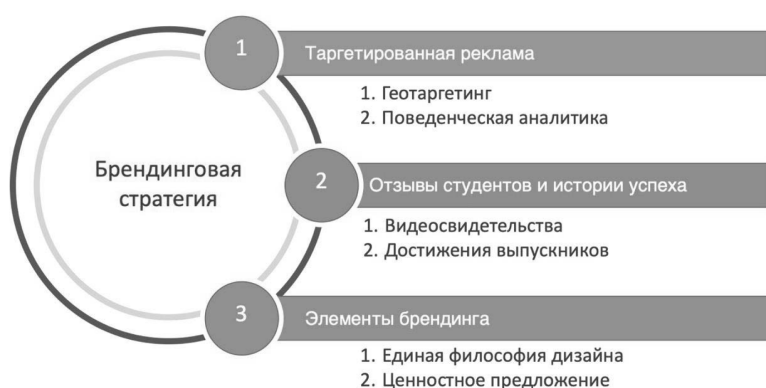 Брендинговая
стратегия
1
Таргетированная реклама
1. Геотаргетинг
2. Поведенческая аналитика
2
Отзывы студентов и истории успеха
1. Видеосвидетельства
2. Достижения выпускников
3
Элементы брендинга
1. Единая философия дизайна
2. Ценностное предложение